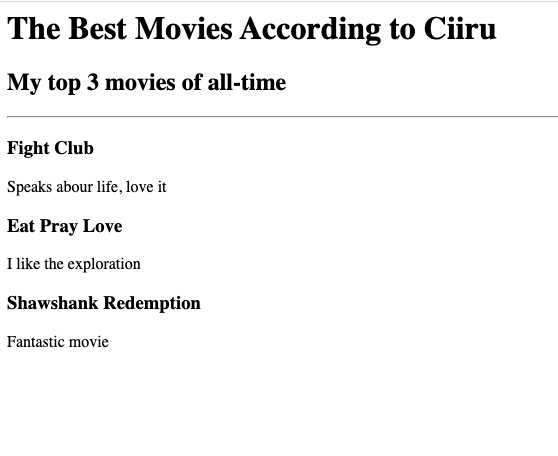 The Best Movies According to Ciiru
My top 3 movies of all-time
Fight Club
Speaks abour life, love it
Eat Pray Love
I like the exploration
Shawshank Redemption
Fantastic movie